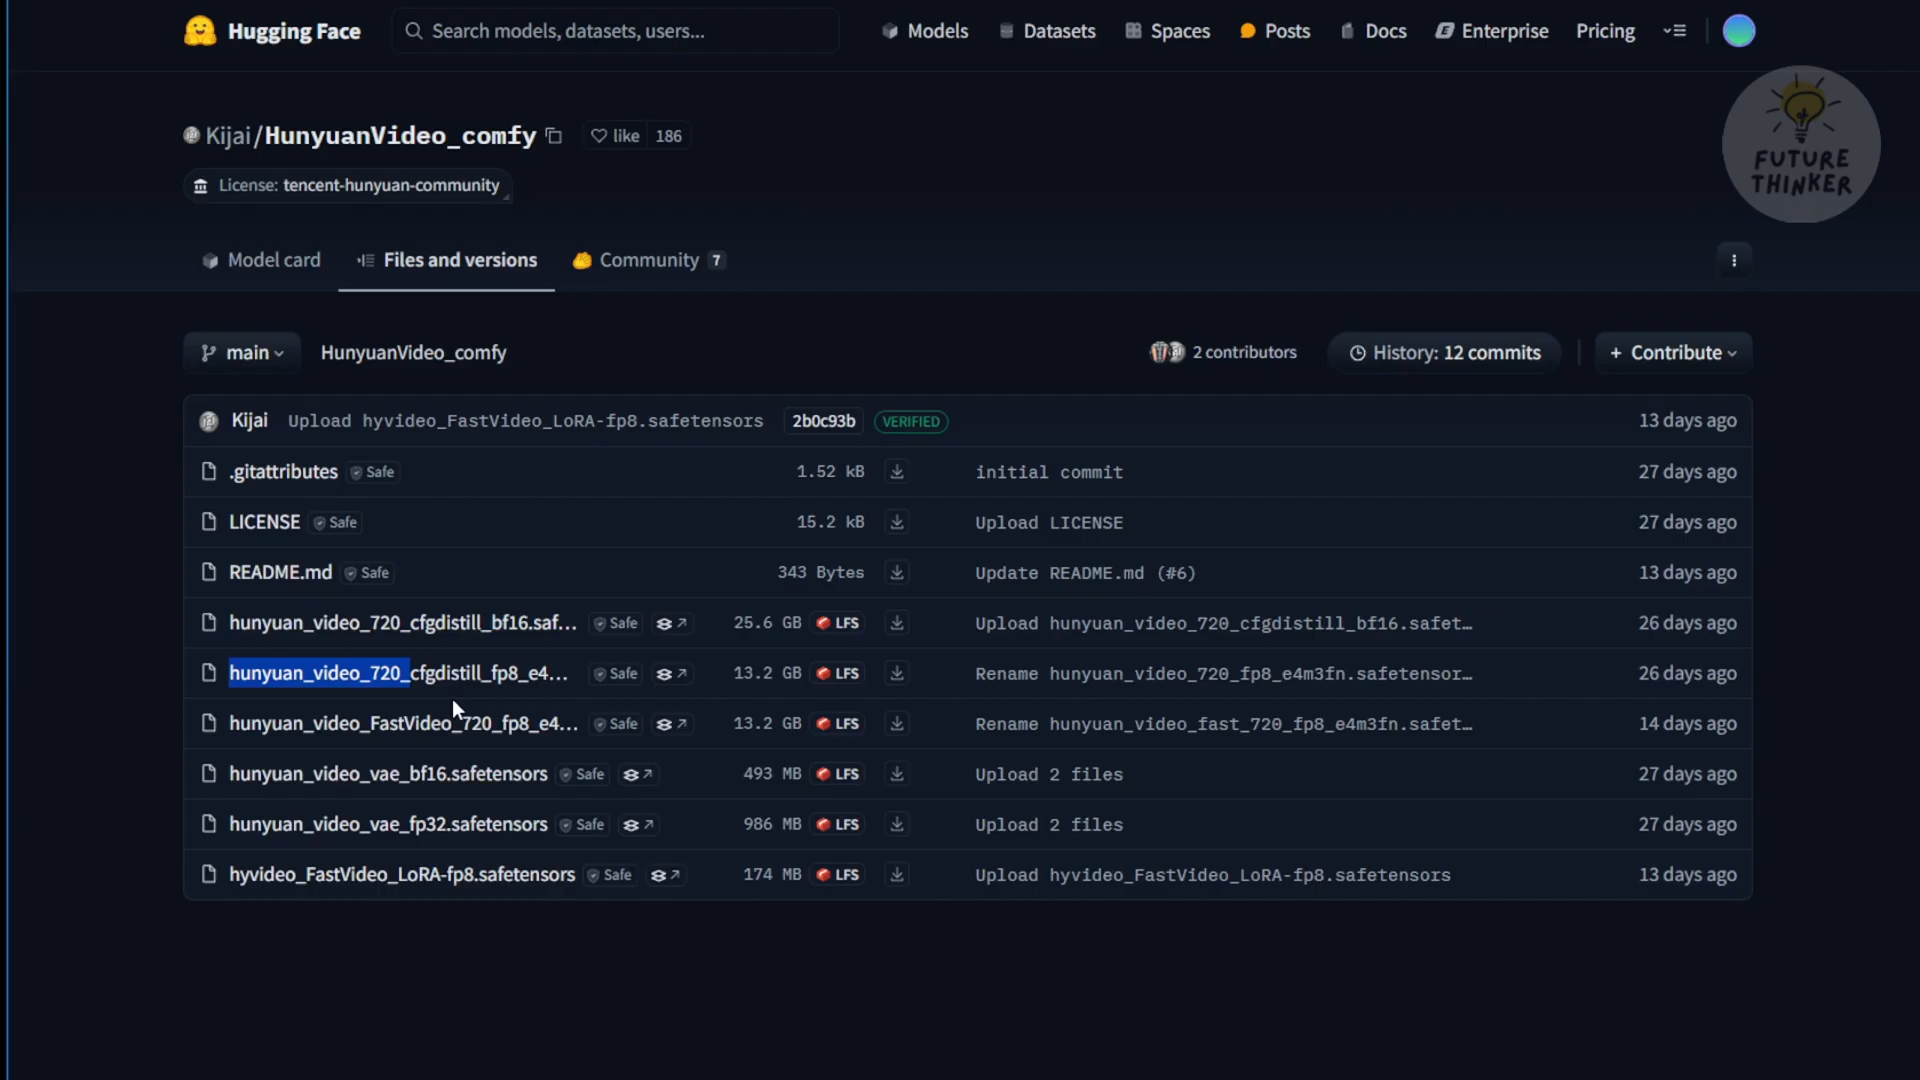 Hugging Face Search models, datasets, users... Models Datasets Spaces Posts Docs Enterprise Pricing
FUTURE
THINKER
Kijai/HunyuanVideo_comfy like 186
License: tencent-hunyuan-community
Model card Files and versions Community 7
main HunyuanVideo_comfy 2 contributors History: 12 commits + Contribute
Kijai Upload hyvideo_FastVideo_LoRA-fp8.safetensors 2b0c93b VERIFIED 13 days ago
.gitattributes Safe 1.52 kB initial commit 27 days ago
LICENSE Safe 15.2 kB Upload LICENSE 27 days ago
README.md Safe 343 Bytes Update README.md (#6) 13 days ago
hunyuan_video_720_cfgdistill_bf16.saf... Safe 25.6 GB LFS Upload hunyuan_video_720_cfgdistill_bf16.safet... 26 days ago
hunyuan_video_720_cfgdistill_fp8_e4... Safe 13.2 GB LFS Rename hunyuan_video_720_fp8_e4m3fn.safetensor... 26 days ago
hunyuan_video_FastVideo_720_fp8_e4... Safe 13.2 GB LFS Rename hunyuan_video_fast_720_fp8_e4m3fn.safet... 14 days ago
hunyuan_video_vae_bf16.safetensors Safe 493 MB LFS Upload 2 files 27 days ago
hunyuan_video_vae_fp32.safetensors Safe 986 MB LFS Upload 2 files 27 days ago
hyvideo_FastVideo_LoRA-fp8.safetensors Safe 174 MB LFS Upload hyvideo_FastVideo_LoRA-fp8.safetensors 13 days ago